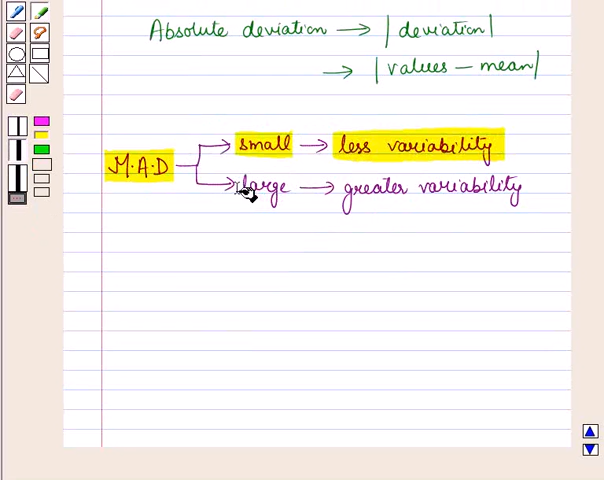 Absolute deviation → |deviation|
→ |values − mean|
small → less variability
M.A.D
large → greater variability